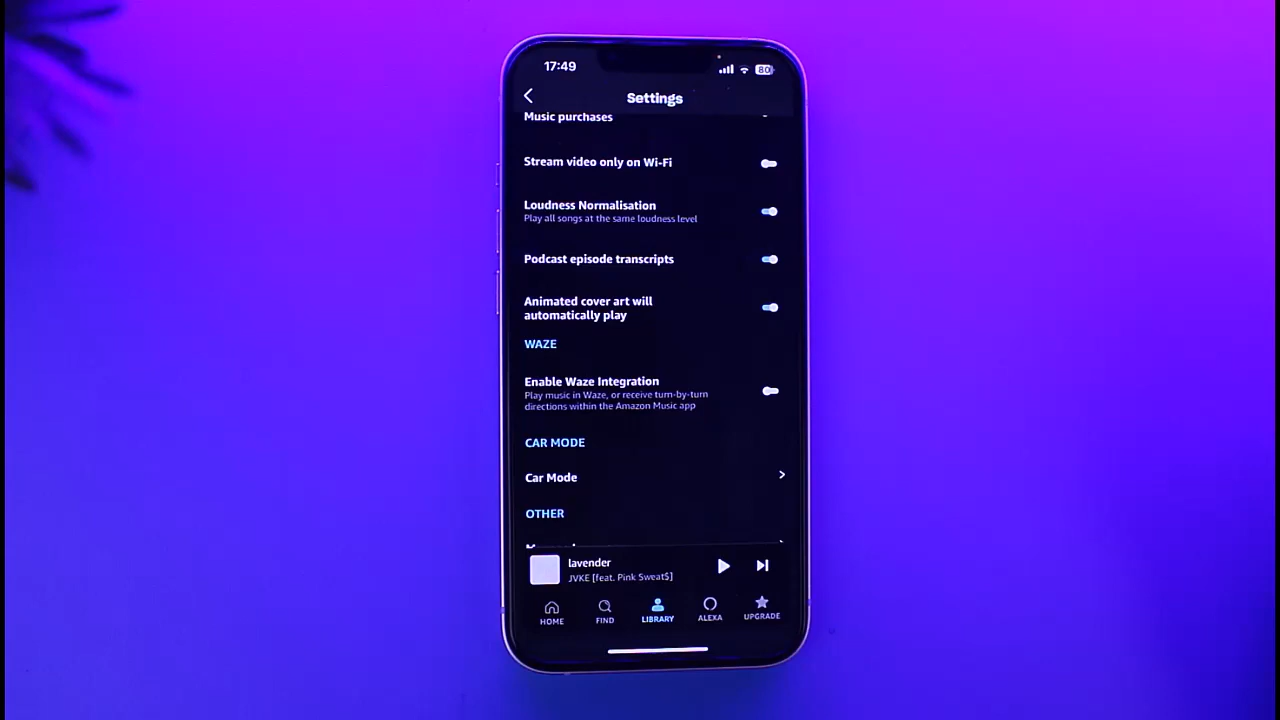 17:49
80
Settings
Music purchases
Stream video only on Wi-Fi
Loudness Normalisation
Play all songs at the same loudness level
Podcast episode transcripts
Animated cover art will
automatically play
WAZE
Enable Waze Integration
Play music in Waze, or receive turn-by-turn
directions within the Amazon Music app
CAR MODE
Car Mode
OTHER
lavender
JVKE [feat. Pink Sweat$]
HOME
FIND
LIBRARY
ALEXA
UPGRADE